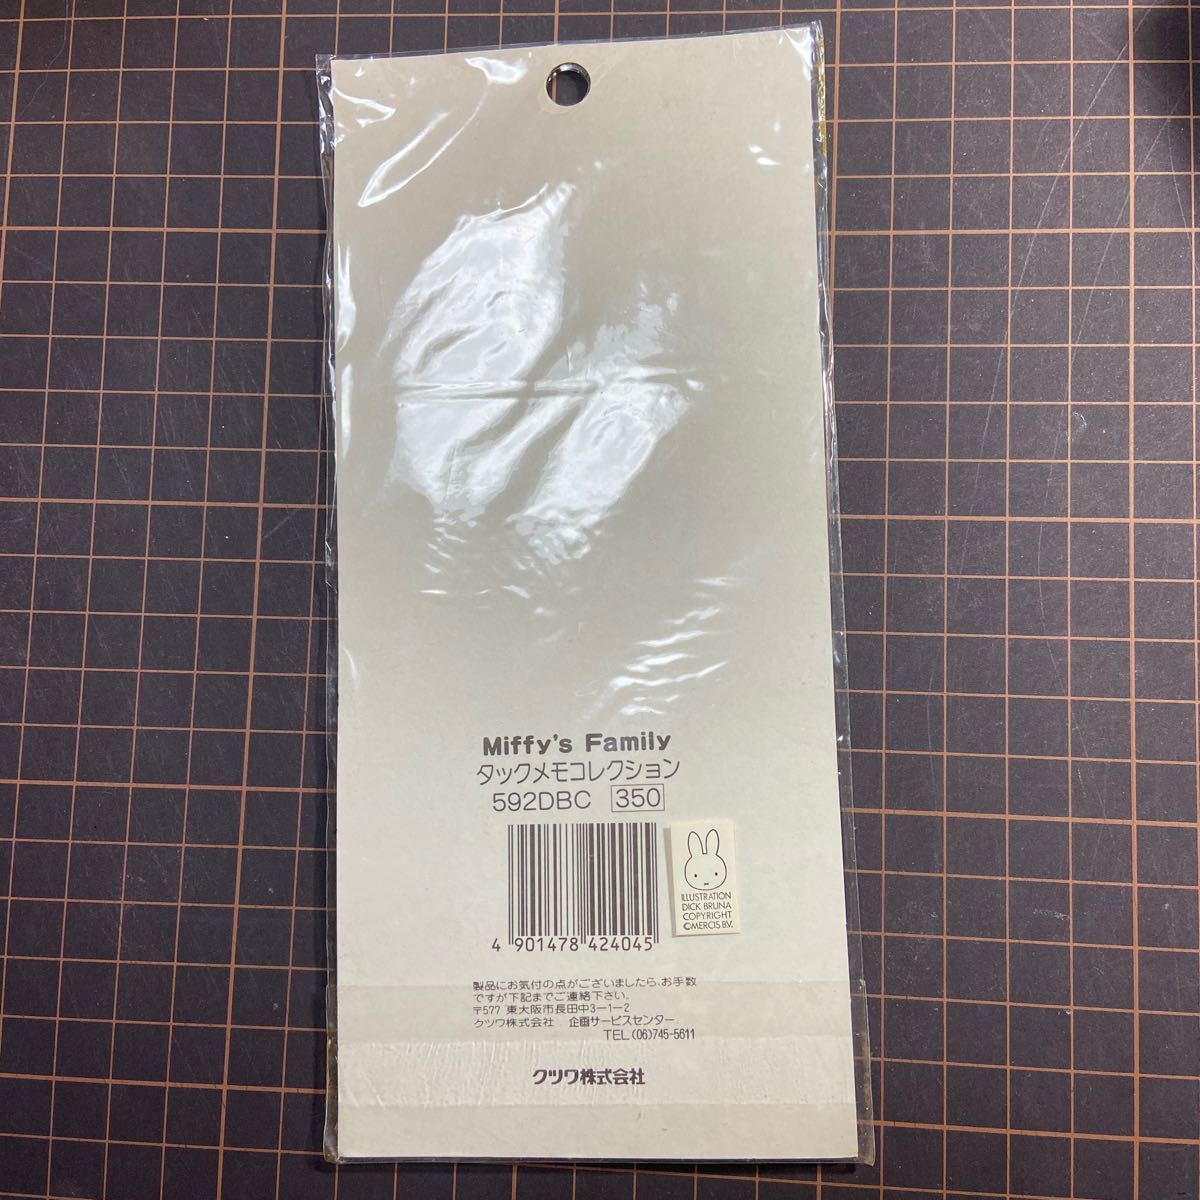 Miffy's Family
タックメモコレクション
592DBC 350
4 901478 424045
ILLUSTRATION
DICK BRUNA
COPYRIGHT
©MERCIS B.V.
製品にお気付の点がございましたら、お手数
ですが下記までご連絡下さい。
〒577 東大阪市長田中3-1-2
クツワ株式会社 企画サービスセンター
TEL(06)745-5611
クツワ株式会社